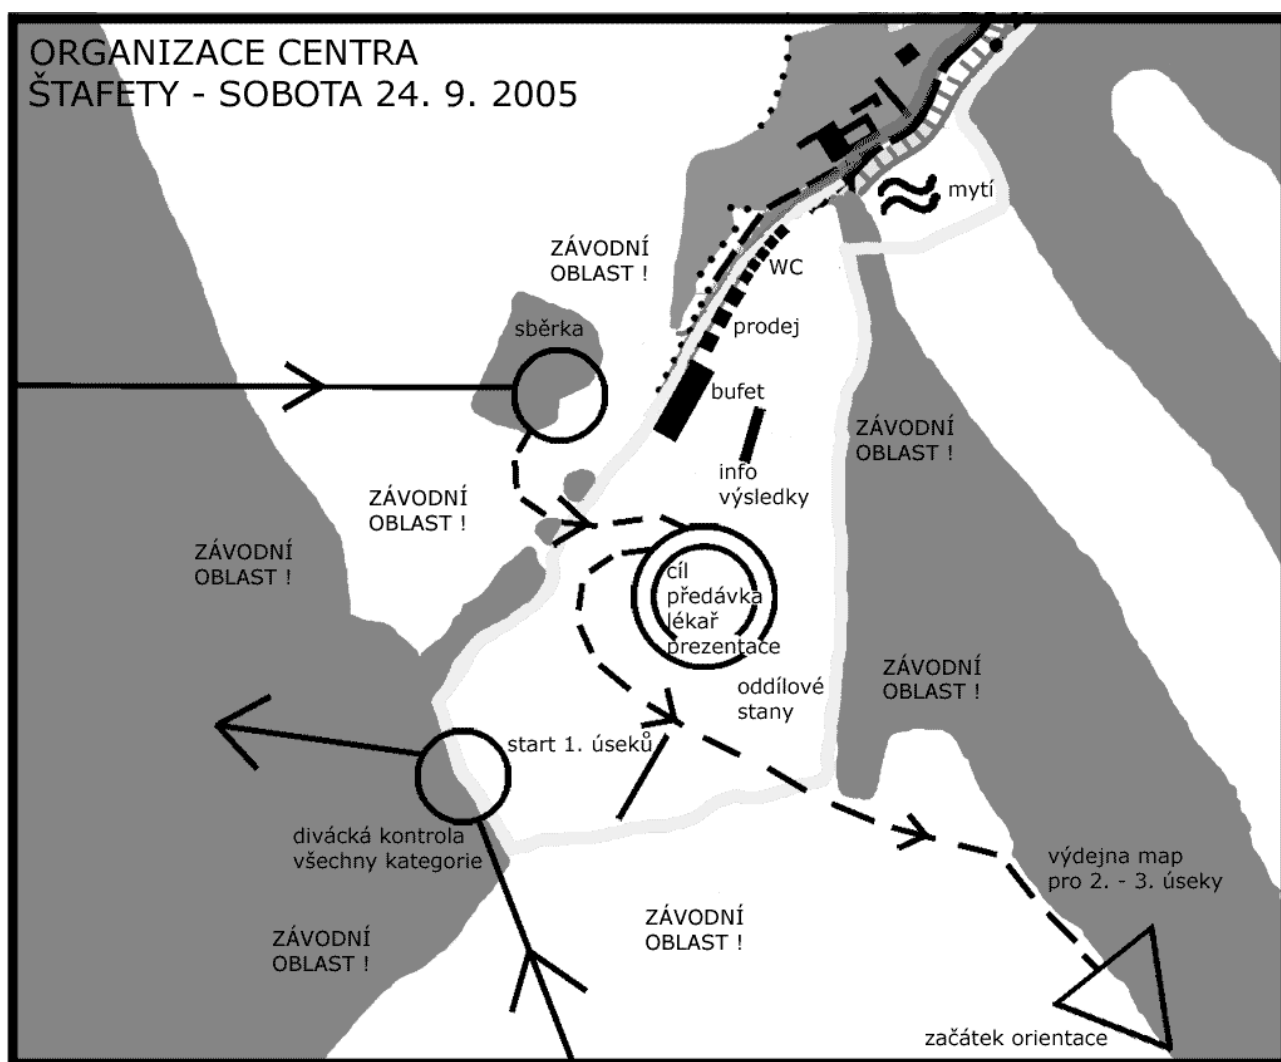 ORGANIZACE CENTRA
ŠTAFETY - SOBOTA 24. 9. 2005
mytí
ZÁVODNÍ
OBLAST !
WC
sběrka
prodej
bufet
ZÁVODNÍ
OBLAST !
info
výsledky
ZÁVODNÍ
OBLAST !
ZÁVODNÍ
OBLAST !
cíl
předávka
lékař
prezentace
oddílové
stany
ZÁVODNÍ
OBLAST !
start 1. úseků
divácká kontrola
všechny kategorie
výdejna map
pro 2. - 3. úseky
ZÁVODNÍ
OBLAST !
ZÁVODNÍ
OBLAST !
začátek orientace